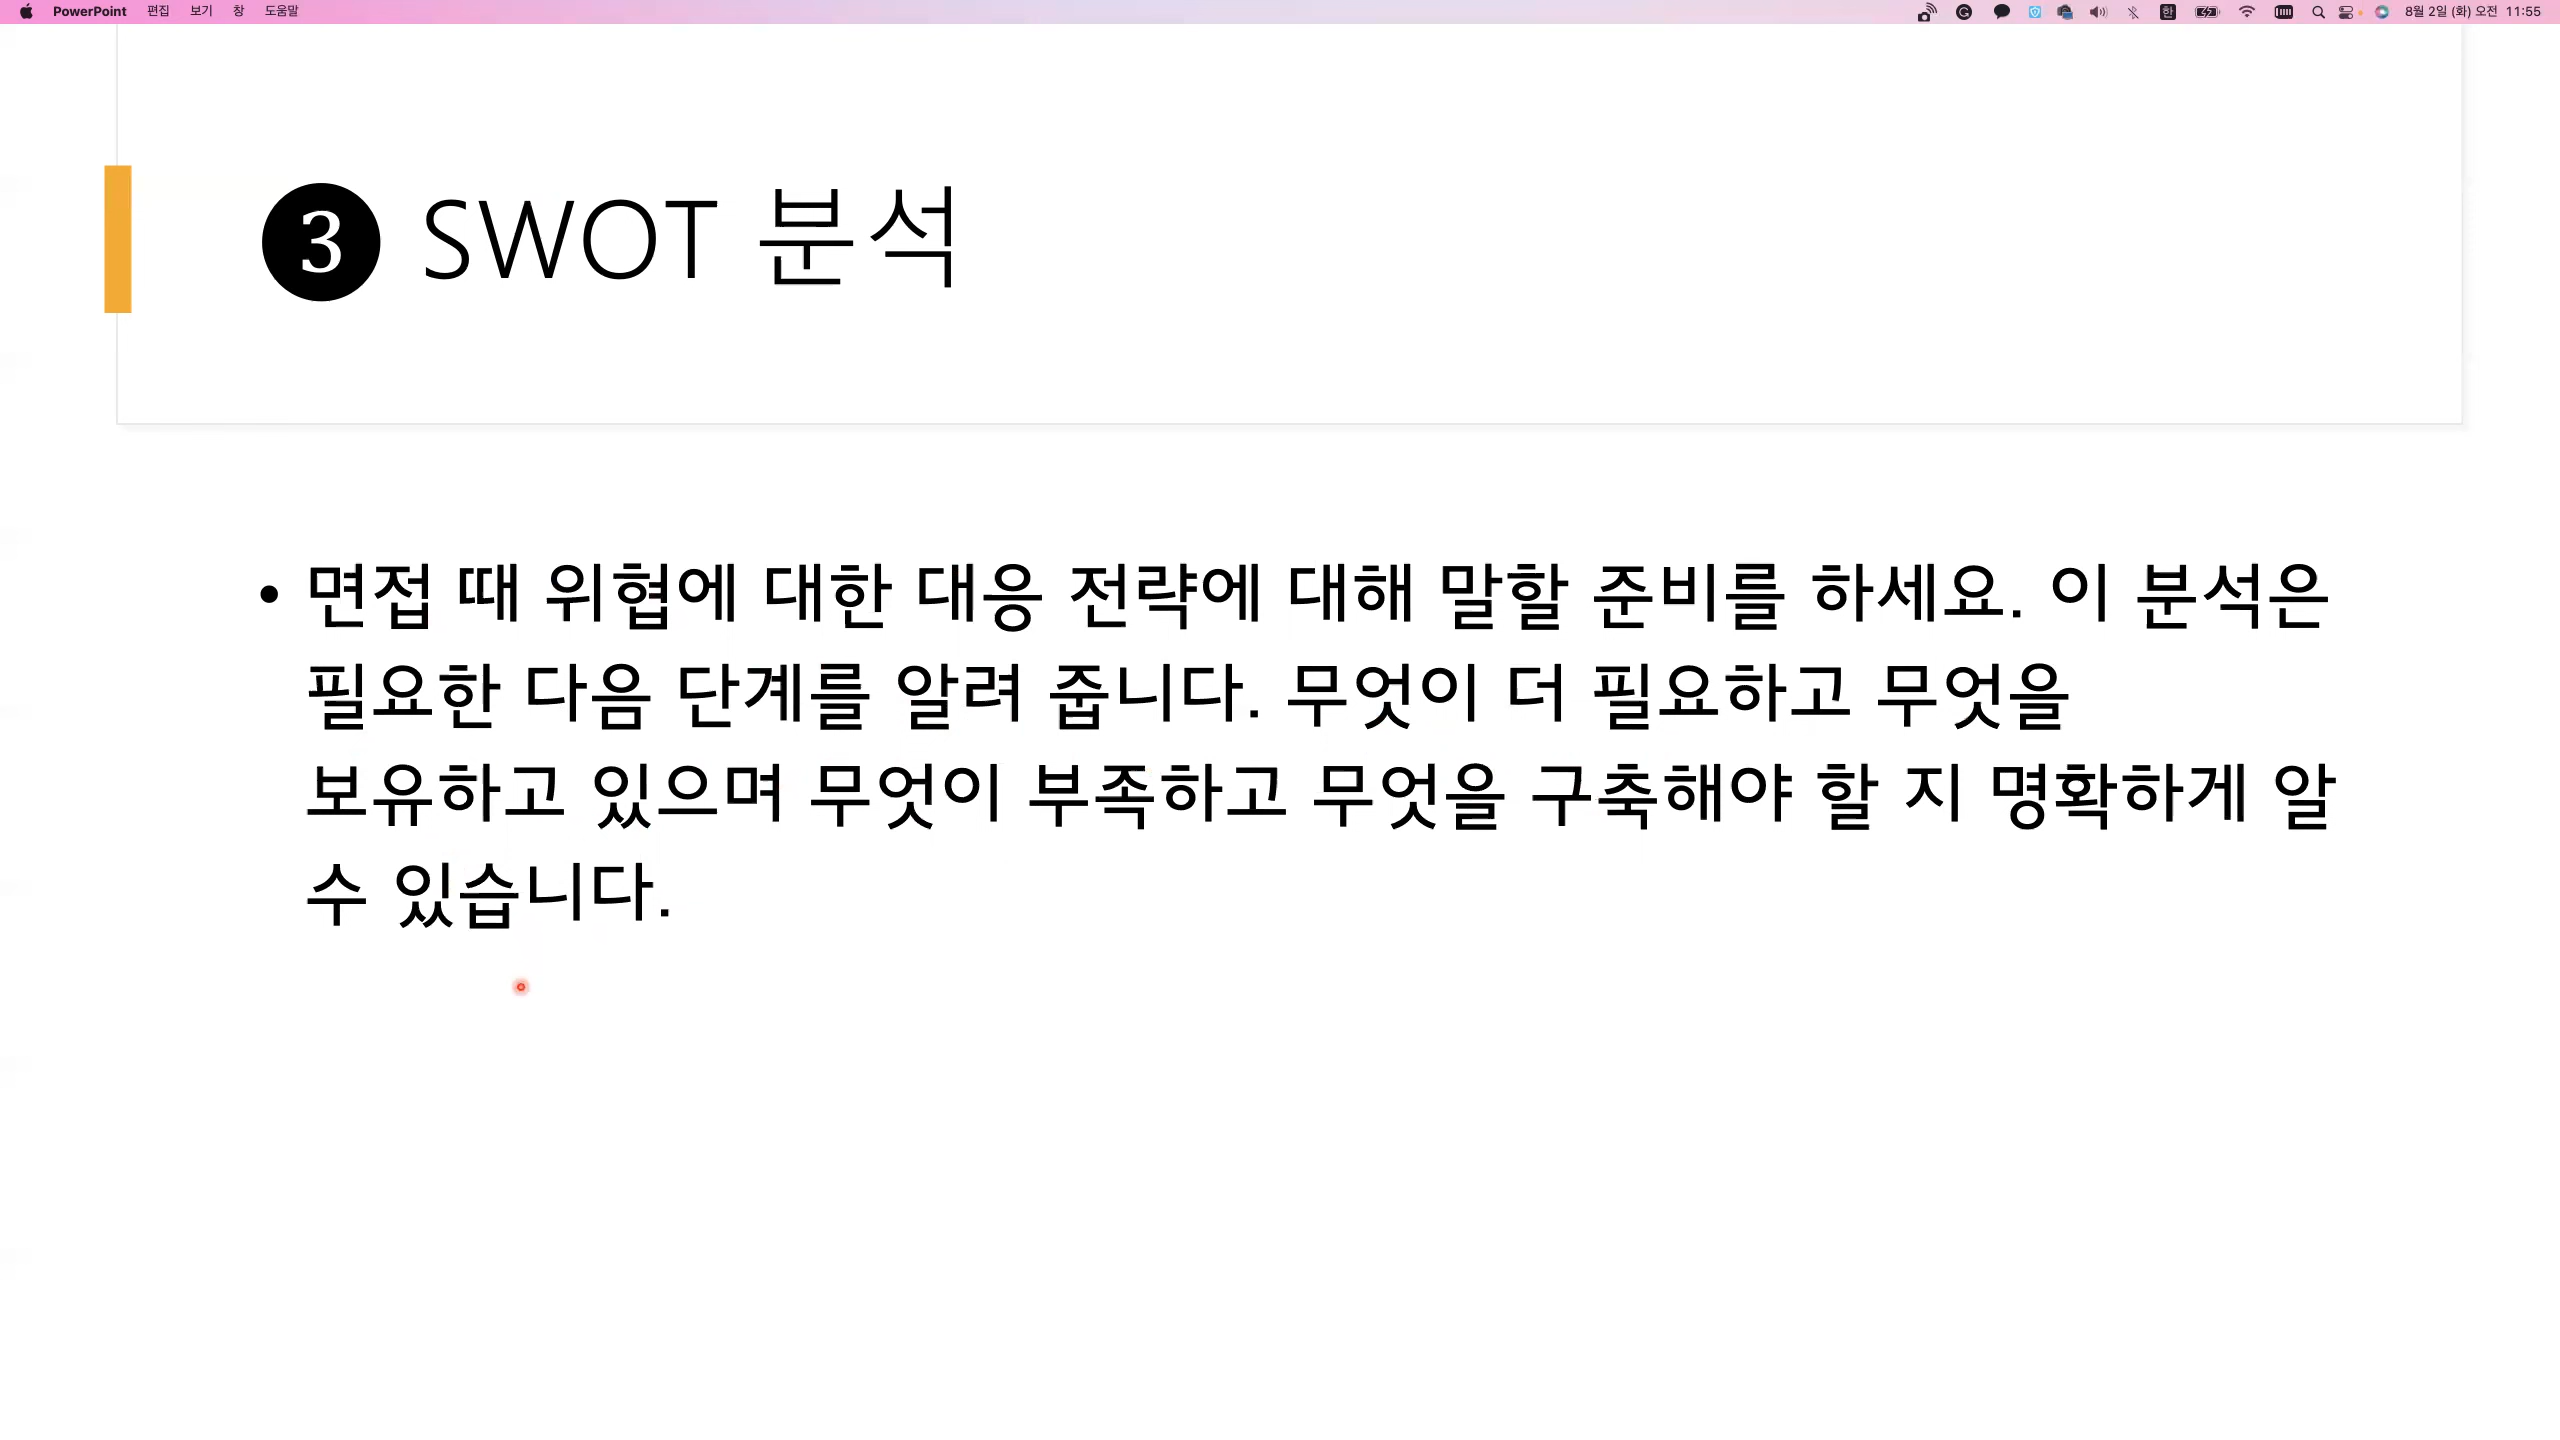 PowerPoint 편집 보기 창 도움말 8월 2일 (화) 오전 11:55
❸ SWOT 분석
• 면접 때 위협에 대한 대응 전략에 대해 말할 준비를 하세요. 이 분석은
필요한 다음 단계를 알려 줍니다. 무엇이 더 필요하고 무엇을
보유하고 있으며 무엇이 부족하고 무엇을 구축해야 할 지 명확하게 알
수 있습니다.